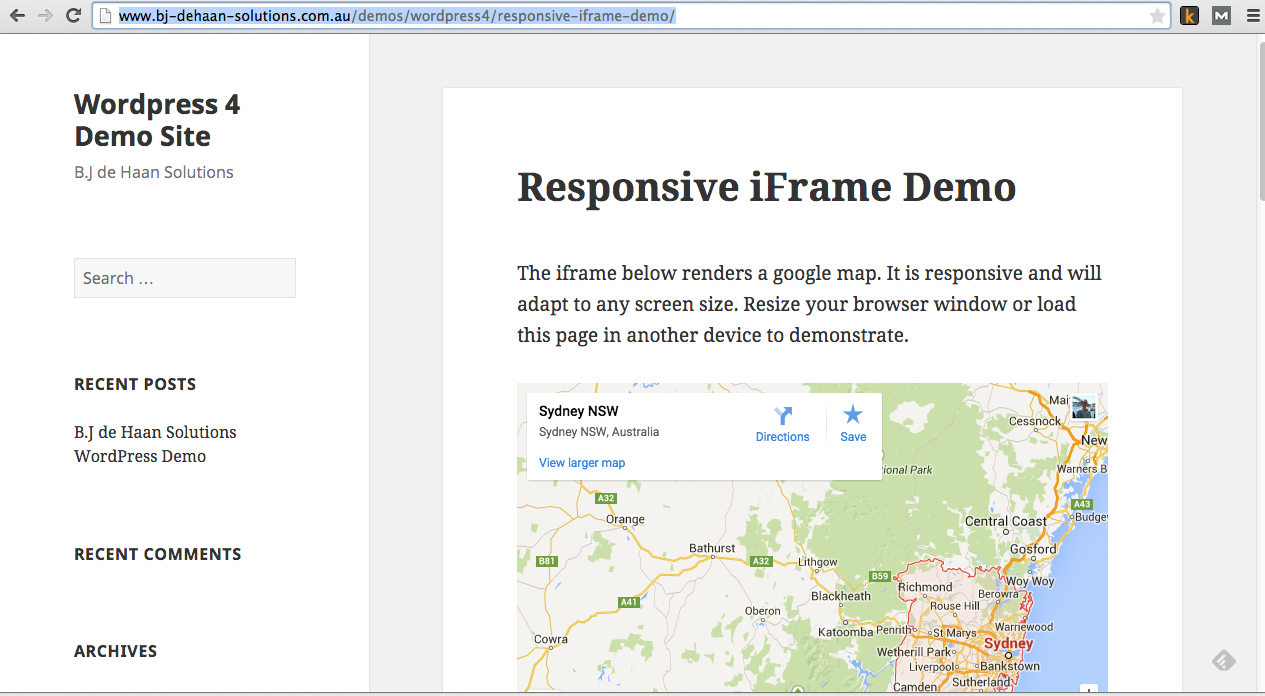 www.bj-dehaan-solutions.com.au/demos/wordpress4/responsive-iframe-demo/
k
M
Wordpress 4
Demo Site
B.J de Haan Solutions
Search …
RECENT POSTS
B.J de Haan Solutions
WordPress Demo
RECENT COMMENTS
ARCHIVES
Responsive iFrame Demo
The iframe below renders a google map. It is responsive and will
adapt to any screen size. Resize your browser window or load
this page in another device to demonstrate.
Sydney NSW
Sydney NSW, Australia
Directions
Save
View larger map
Mai
Cessnock
New
ional Park
Warners B
A32
A43
Orange
Central Coast
Budge
Bathurst
Gosford
B81
A32
Lithgow
B59
Woy Woy
Richmond
Blackheath
Berowra
A41
Rouse Hill
Oberon
Katoomba
Penrith
St Marys
Warriewood
Cowra
Sydney
Wetherill Park
Liverpool
Bankstown
Sutherland
Camden
+